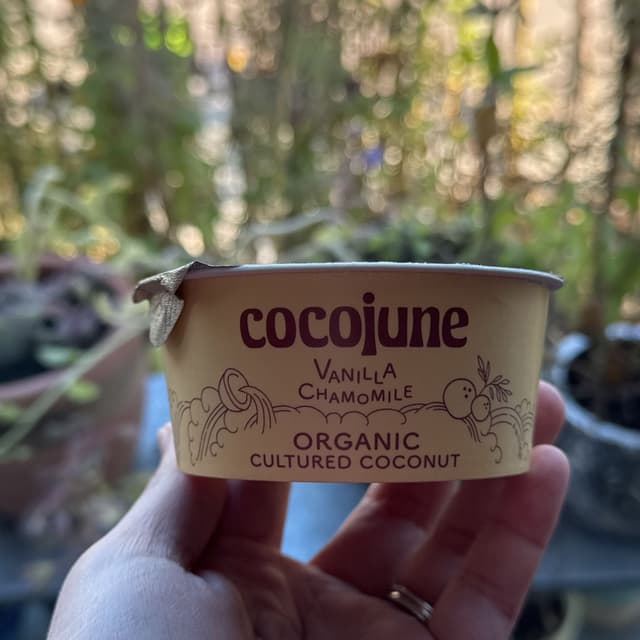 cocojune
VANILLA
CHAMOMILE
ORGANIC
CULTURED COCONUT